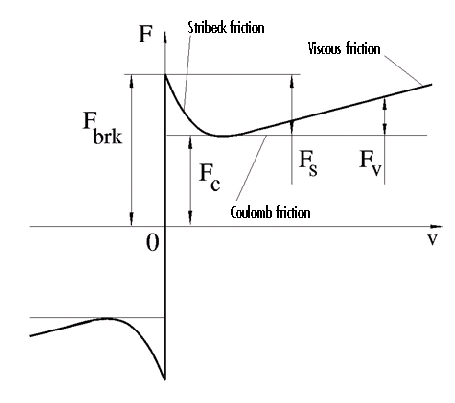 F
Stribeck friction
Viscous friction
F
brk
F
c
F
s
F
v
Coulomb friction
0
v